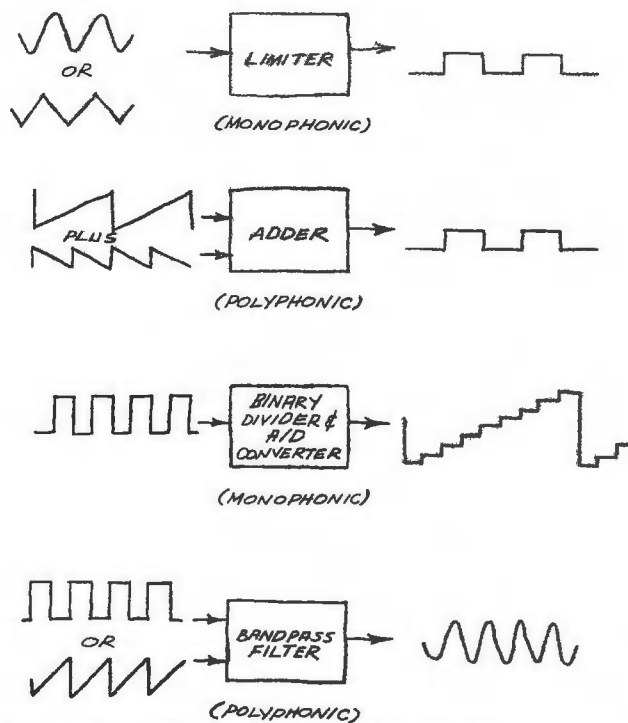 OR
LIMITER
(MONOPHONIC)
PLUS
ADDER
(POLYPHONIC)
BINARY
DIVIDER &
A/D
CONVERTER
(MONOPHONIC)
OR
BANDPASS
FILTER
(POLYPHONIC)